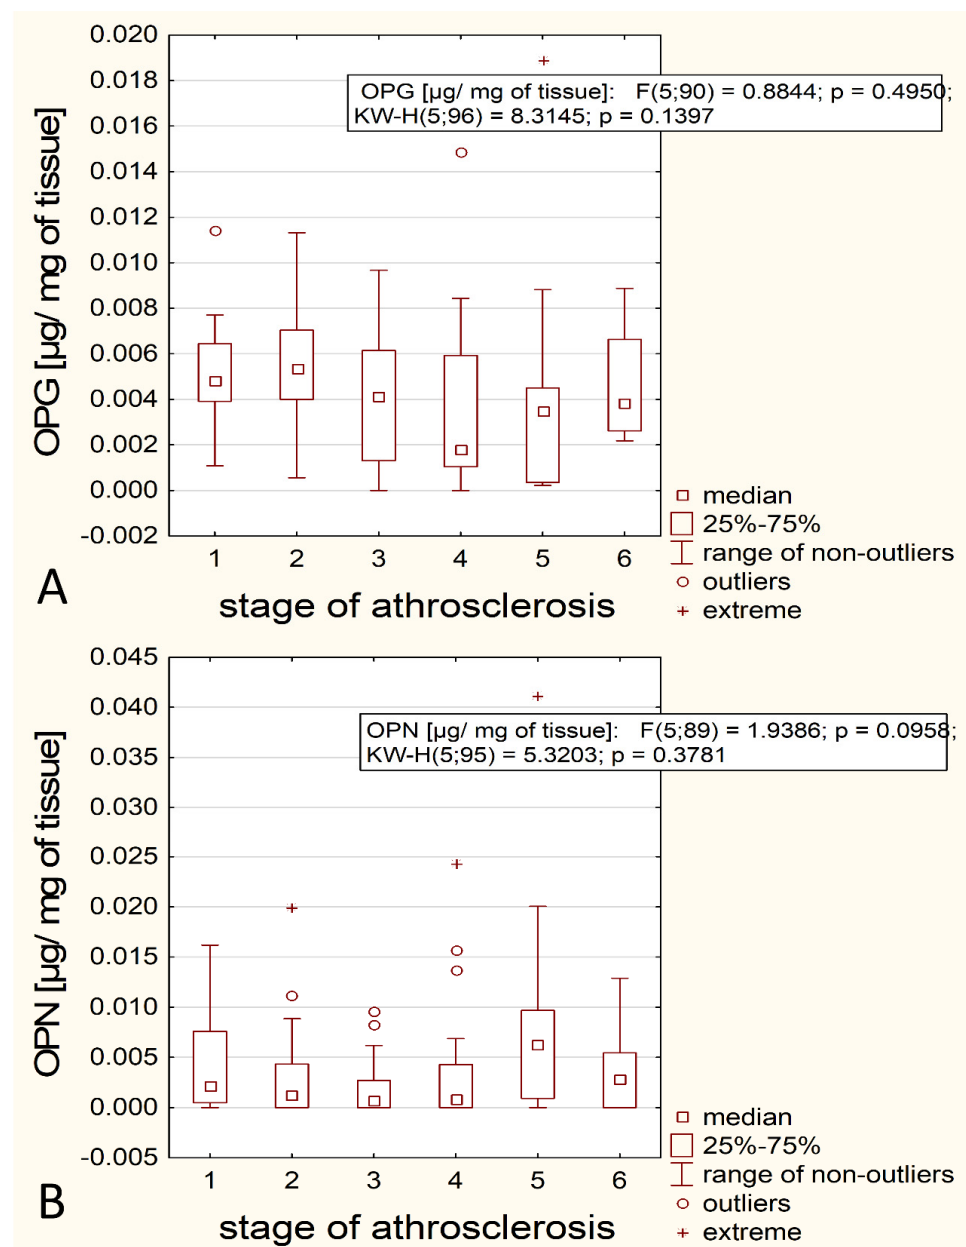 0.020
0.018
0.016
0.014
0.012
0.010
0.008
0.006
0.004
0.002
0.000
-0.002
OPG [µg/ mg of tissue]
OPG [µg/ mg of tissue]: F(5;90) = 0.8844; p = 0.4950;
KW-H(5;96) = 8.3145; p = 0.1397
1 2 3 4 5 6
stage of athrosclerosis
A
median
25%-75%
range of non-outliers
outliers
extreme
0.045
0.040
0.035
0.030
0.025
0.020
0.015
0.010
0.005
0.000
-0.005
OPN [µg/ mg of tissue]
OPN [µg/ mg of tissue]: F(5;89) = 1.9386; p = 0.0958;
KW-H(5;95) = 5.3203; p = 0.3781
1 2 3 4 5 6
stage of athrosclerosis
B
median
25%-75%
range of non-outliers
outliers
extreme